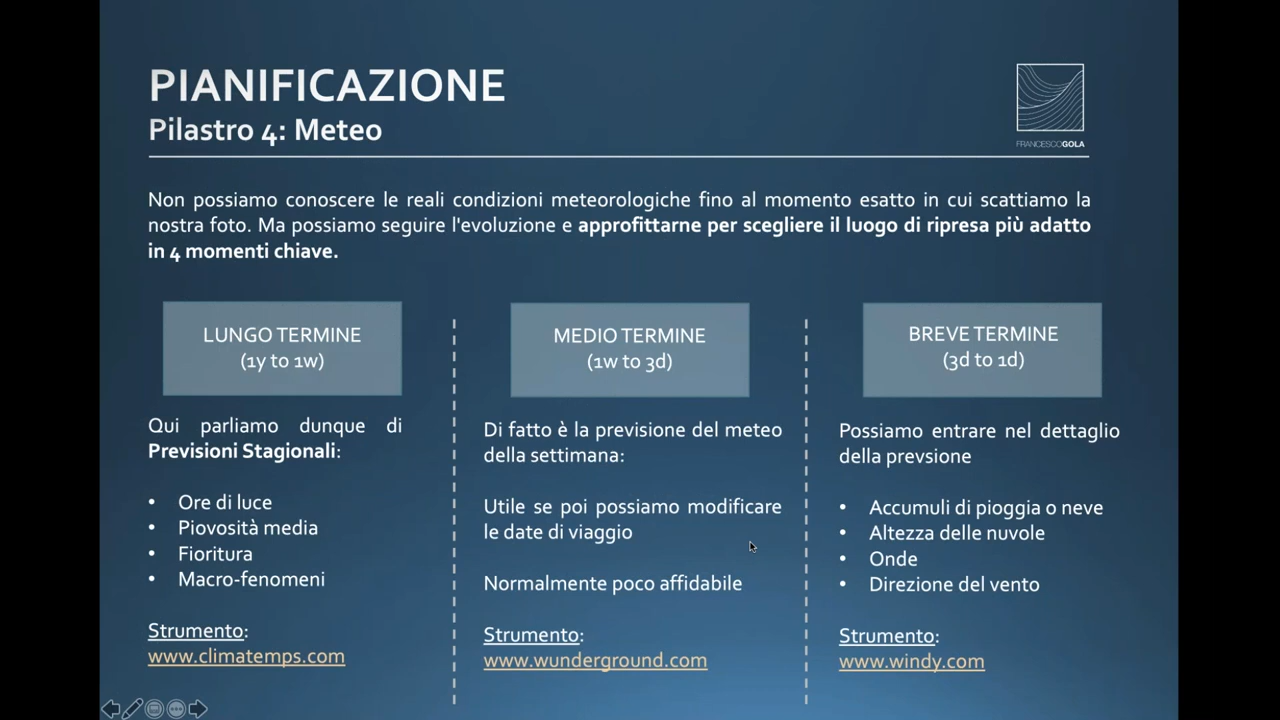 PIANIFICAZIONE
Pilastro 4: Meteo
FRANCESCOGOLA
Non possiamo conoscere le reali condizioni meteorologiche fino al momento esatto in cui scattiamo la
nostra foto. Ma possiamo seguire l'evoluzione e approfittarne per scegliere il luogo di ripresa più adatto
in 4 momenti chiave.
LUNGO TERMINE
(1y to 1w)
Qui parliamo dunque di
Previsioni Stagionali:
• Ore di luce
• Piovosità media
• Fioritura
• Macro-fenomeni
Strumento:
www.climatemps.com
MEDIO TERMINE
(1w to 3d)
Di fatto è la previsione del meteo
della settimana:
Utile se poi possiamo modificare
le date di viaggio
Normalmente poco affidabile
Strumento:
www.wunderground.com
BREVE TERMINE
(3d to 1d)
Possiamo entrare nel dettaglio
della prevsione
• Accumuli di pioggia o neve
• Altezza delle nuvole
• Onde
• Direzione del vento
Strumento:
www.windy.com